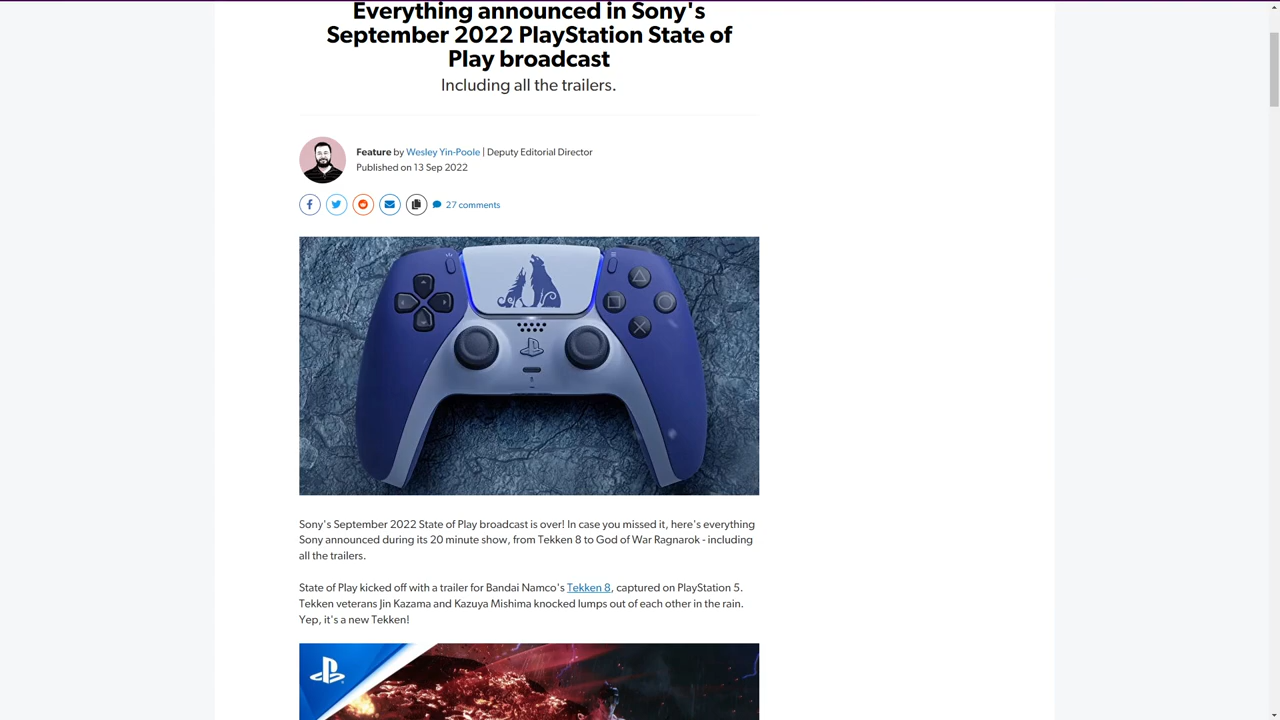 Everything announced in Sony's
September 2022 PlayStation State of
Play broadcast
Including all the trailers.
Feature by Wesley Yin-Poole | Deputy Editorial Director
Published on 13 Sep 2022
27 comments
Sony's September 2022 State of Play broadcast is over! In case you missed it, here's everything
Sony announced during its 20 minute show, from Tekken 8 to God of War Ragnarok - including
all the trailers.
State of Play kicked off with a trailer for Bandai Namco's Tekken 8, captured on PlayStation 5.
Tekken veterans Jin Kazama and Kazuya Mishima knocked lumps out of each other in the rain.
Yep, it's a new Tekken!